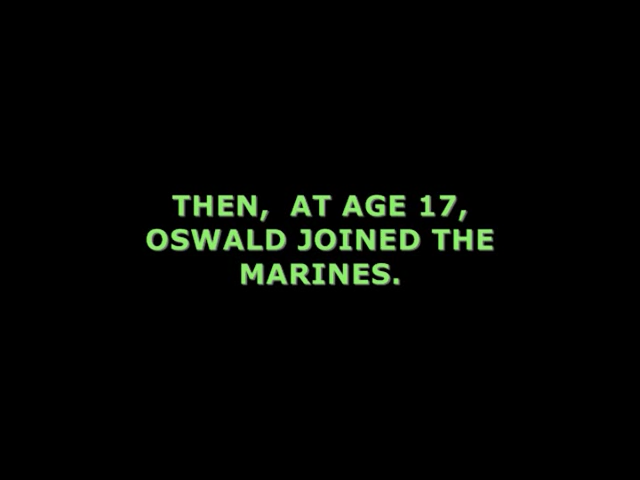 THEN,  AT AGE 17,
OSWALD JOINED THE
MARINES.